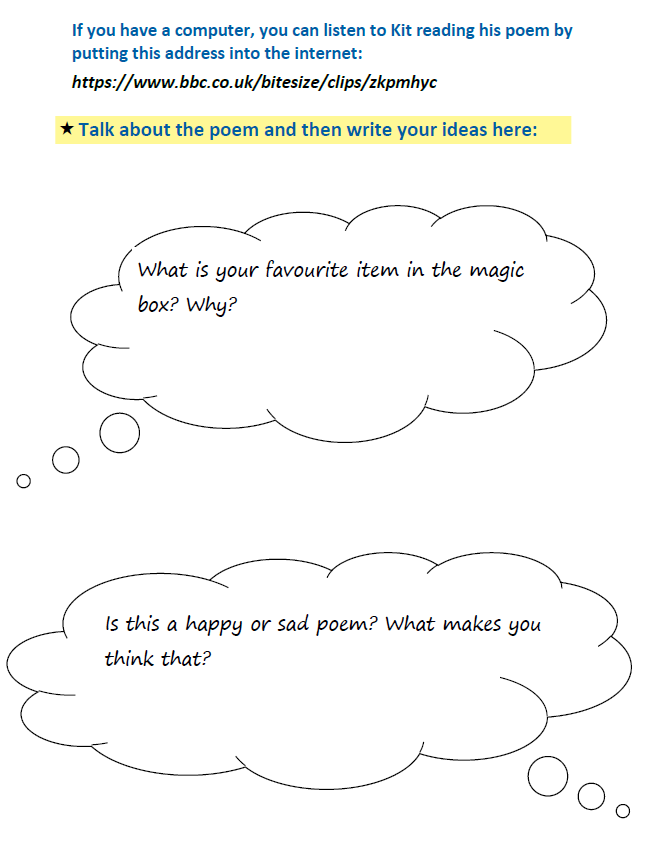 If you have a computer, you can listen to Kit reading his poem by
putting this address into the internet:
https://www.bbc.co.uk/bitesize/clips/zkpmhyc
★ Talk about the poem and then write your ideas here:
What is your favourite item in the magic
box? Why?
Is this a happy or sad poem? What makes you
think that?